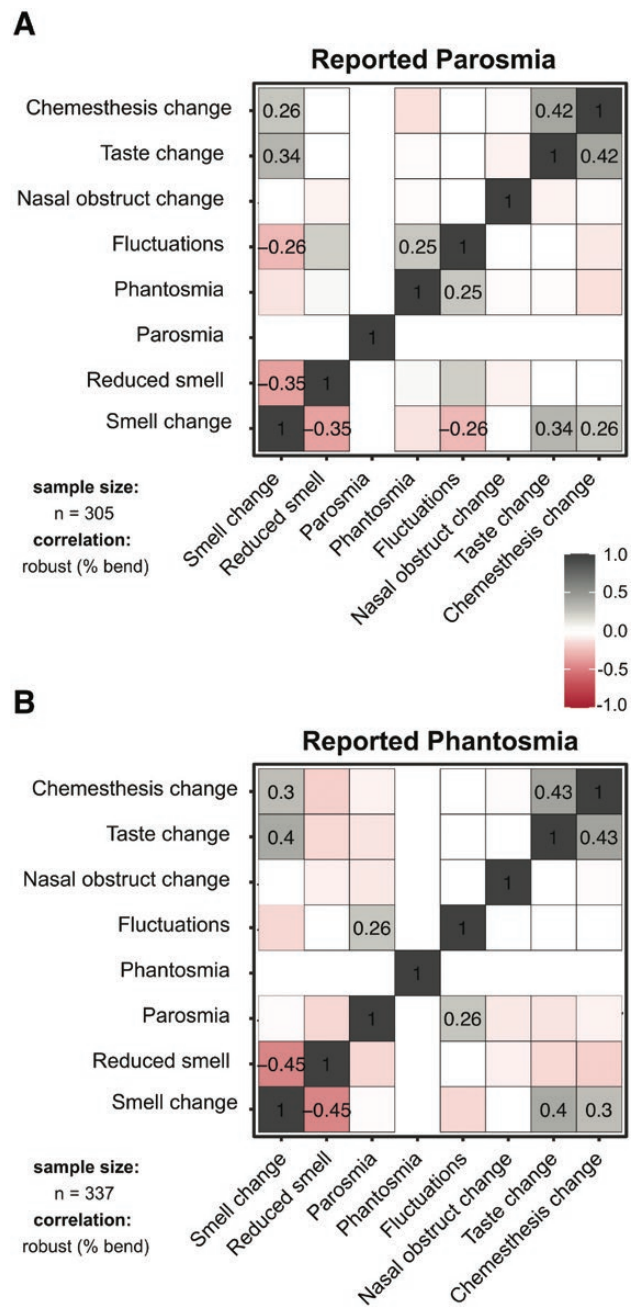 A
Reported Parosmia
Chemesthesis change 0.26 0.42 1
Taste change 0.34 1 0.42
Nasal obstruct change 1
Fluctuations −0.26 0.25 1
Phantosmia 1 0.25
Parosmia 1
Reduced smell −0.35 1
Smell change 1 −0.35 −0.26 0.34 0.26
Smell change Reduced smell Parosmia Phantosmia Fluctuations Nasal obstruct change Taste change Chemesthesis change
sample size:
n = 305
correlation:
robust (% bend)
1.0
0.5
0.0
-0.5
-1.0
B
Reported Phantosmia
Chemesthesis change 0.3 0.43 1
Taste change 0.4 1 0.43
Nasal obstruct change 1
Fluctuations 0.26 1
Phantosmia 1
Parosmia 1 0.26
Reduced smell −0.45 1
Smell change 1 −0.45 0.4 0.3
Smell change Reduced smell Parosmia Phantosmia Fluctuations Nasal obstruct change Taste change Chemesthesis change
sample size:
n = 337
correlation:
robust (% bend)